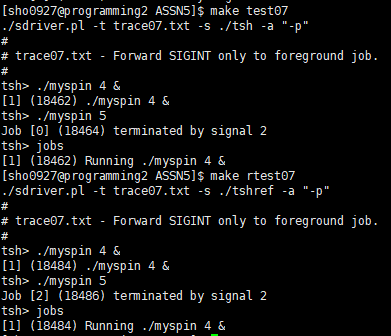 [sho0927@programming2 ASSN5]$ make test07
./sdriver.pl -t trace07.txt -s ./tsh -a "-p"
#
# trace07.txt - Forward SIGINT only to foreground job.
#
tsh> ./myspin 4 &
[1] (18462) ./myspin 4 &
tsh> ./myspin 5
Job [0] (18464) terminated by signal 2
tsh> jobs
[1] (18462) Running ./myspin 4 &
[sho0927@programming2 ASSN5]$ make rtest07
./sdriver.pl -t trace07.txt -s ./tshref -a "-p"
#
# trace07.txt - Forward SIGINT only to foreground job.
#
tsh> ./myspin 4 &
[1] (18484) ./myspin 4 &
tsh> ./myspin 5
Job [2] (18486) terminated by signal 2
tsh> jobs
[1] (18484) Running ./myspin 4 &